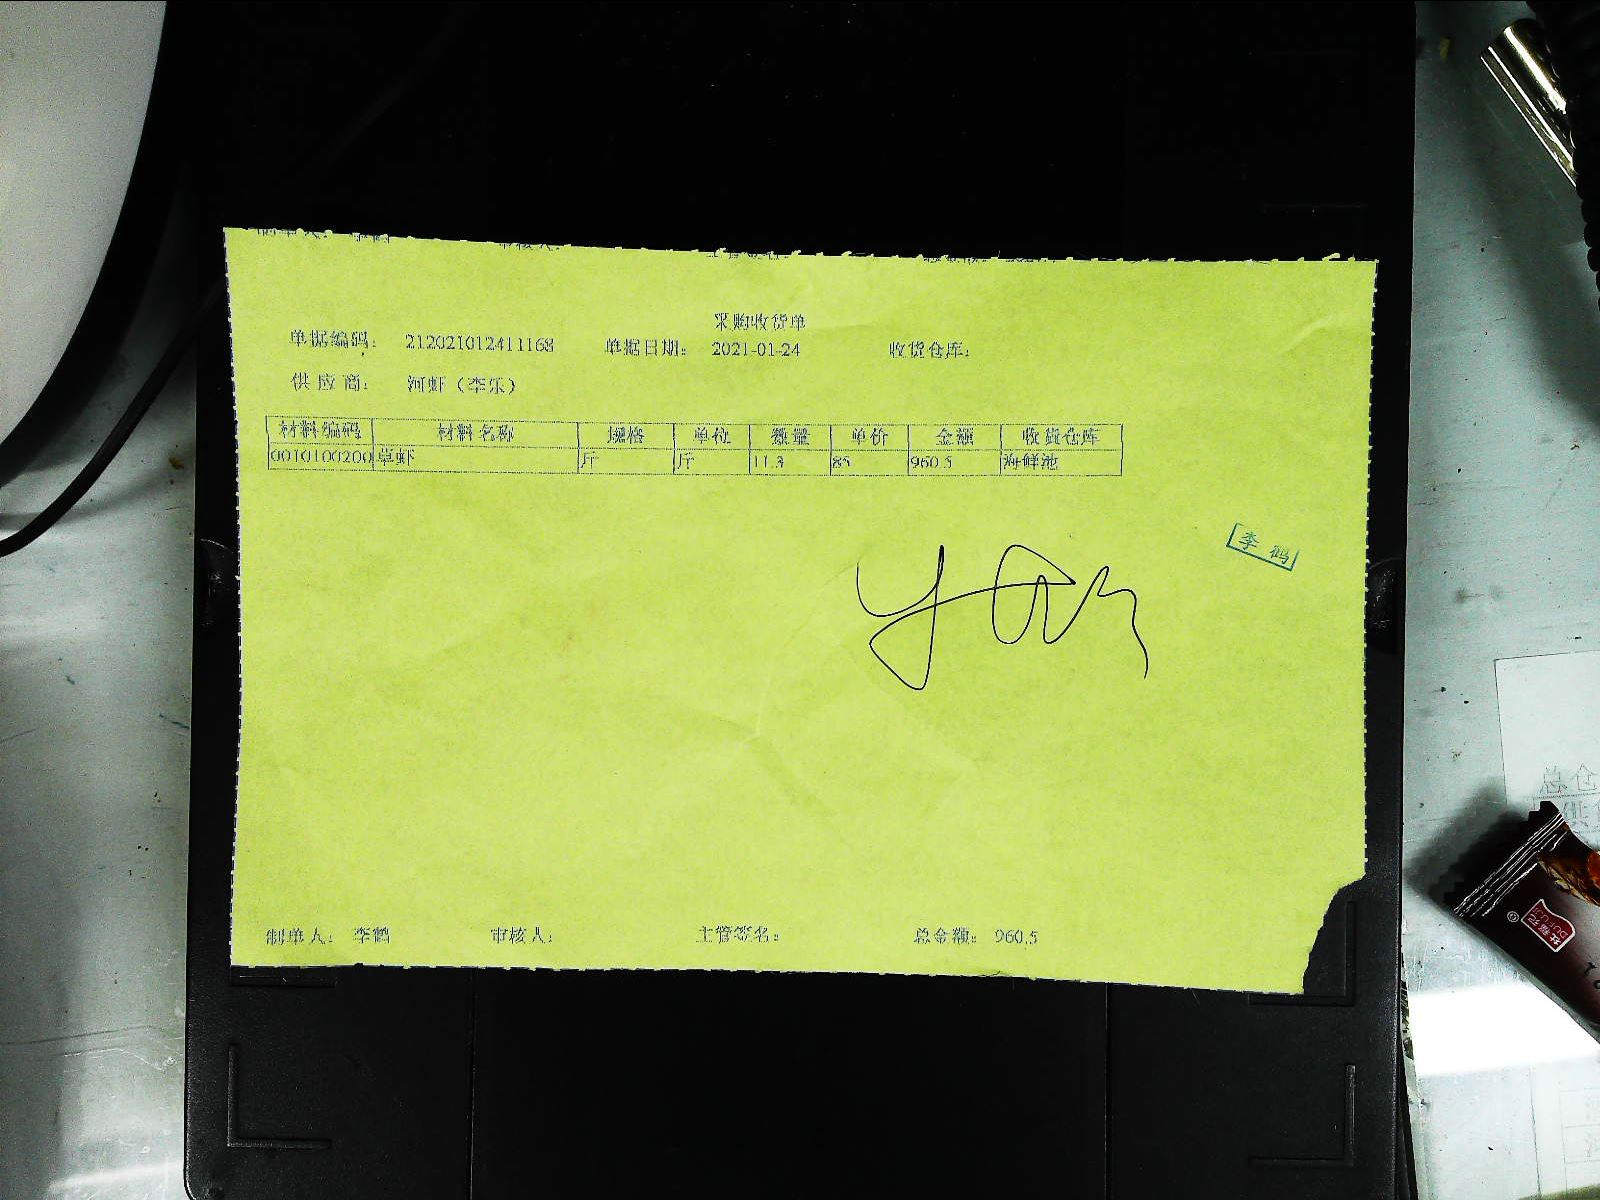 采购收货单
单据编码： 212021012411168 单据日期： 2021-01-24 收货仓库：
供应商： 河虾（李乐）
材料编码 材料名称 规格 单位 数量 单价 金额 收货仓库
0010100200 草虾 斤 斤 11.3 85 960.5 海鲜池
李鹤
制单人： 李鹤 审核人： 主管签名： 总金额： 960.5
总仓